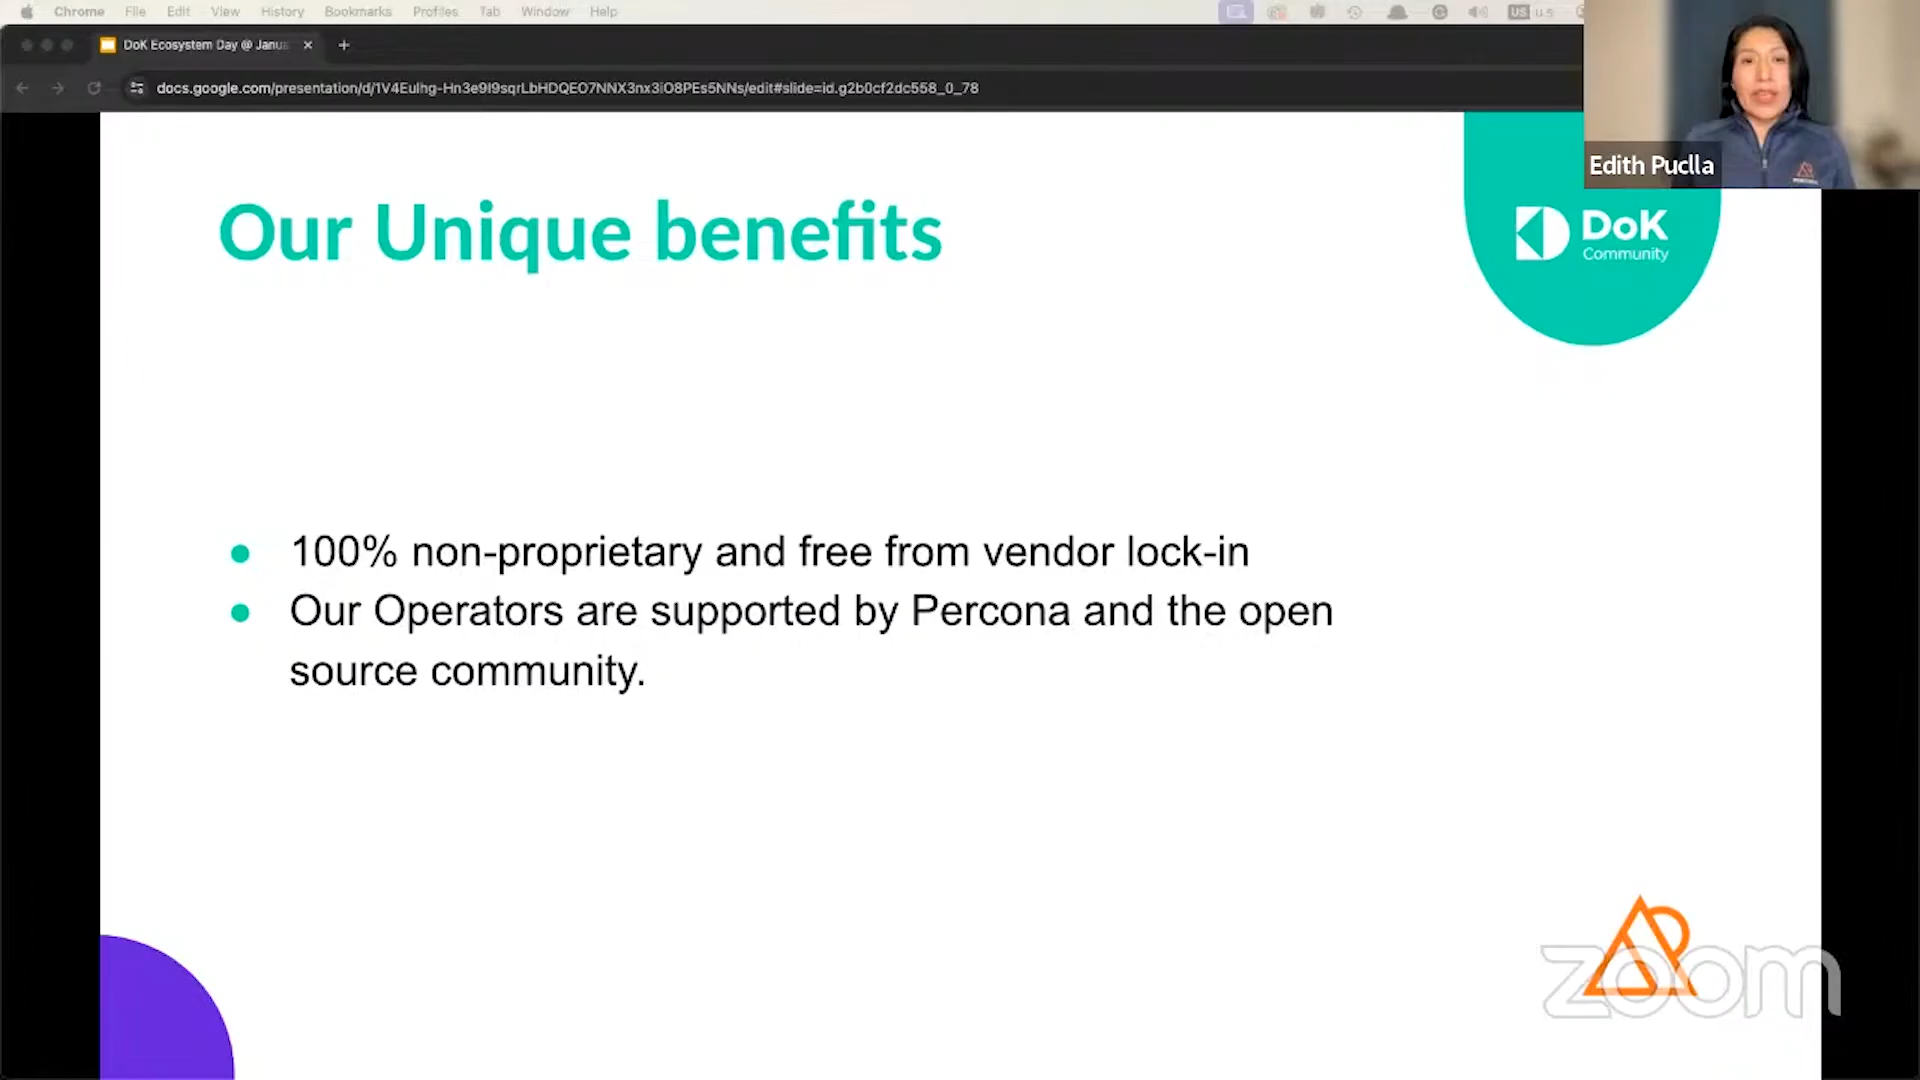 Chrome File Edit View History Bookmarks Profiles Tab Window Help
US U.S
DoK Ecosystem Day @ Janua
docs.google.com/presentation/d/1V4Eulhg-Hn3e9I9sqrLbHDQEO7NNX3nx3iO8PEs5NNs/edit#slide=id.g2b0cf2dc558_0_78
Edith Puclla
DoK
Community
Our Unique benefits
100% non-proprietary and free from vendor lock-in
Our Operators are supported by Percona and the open
source community.
zoom